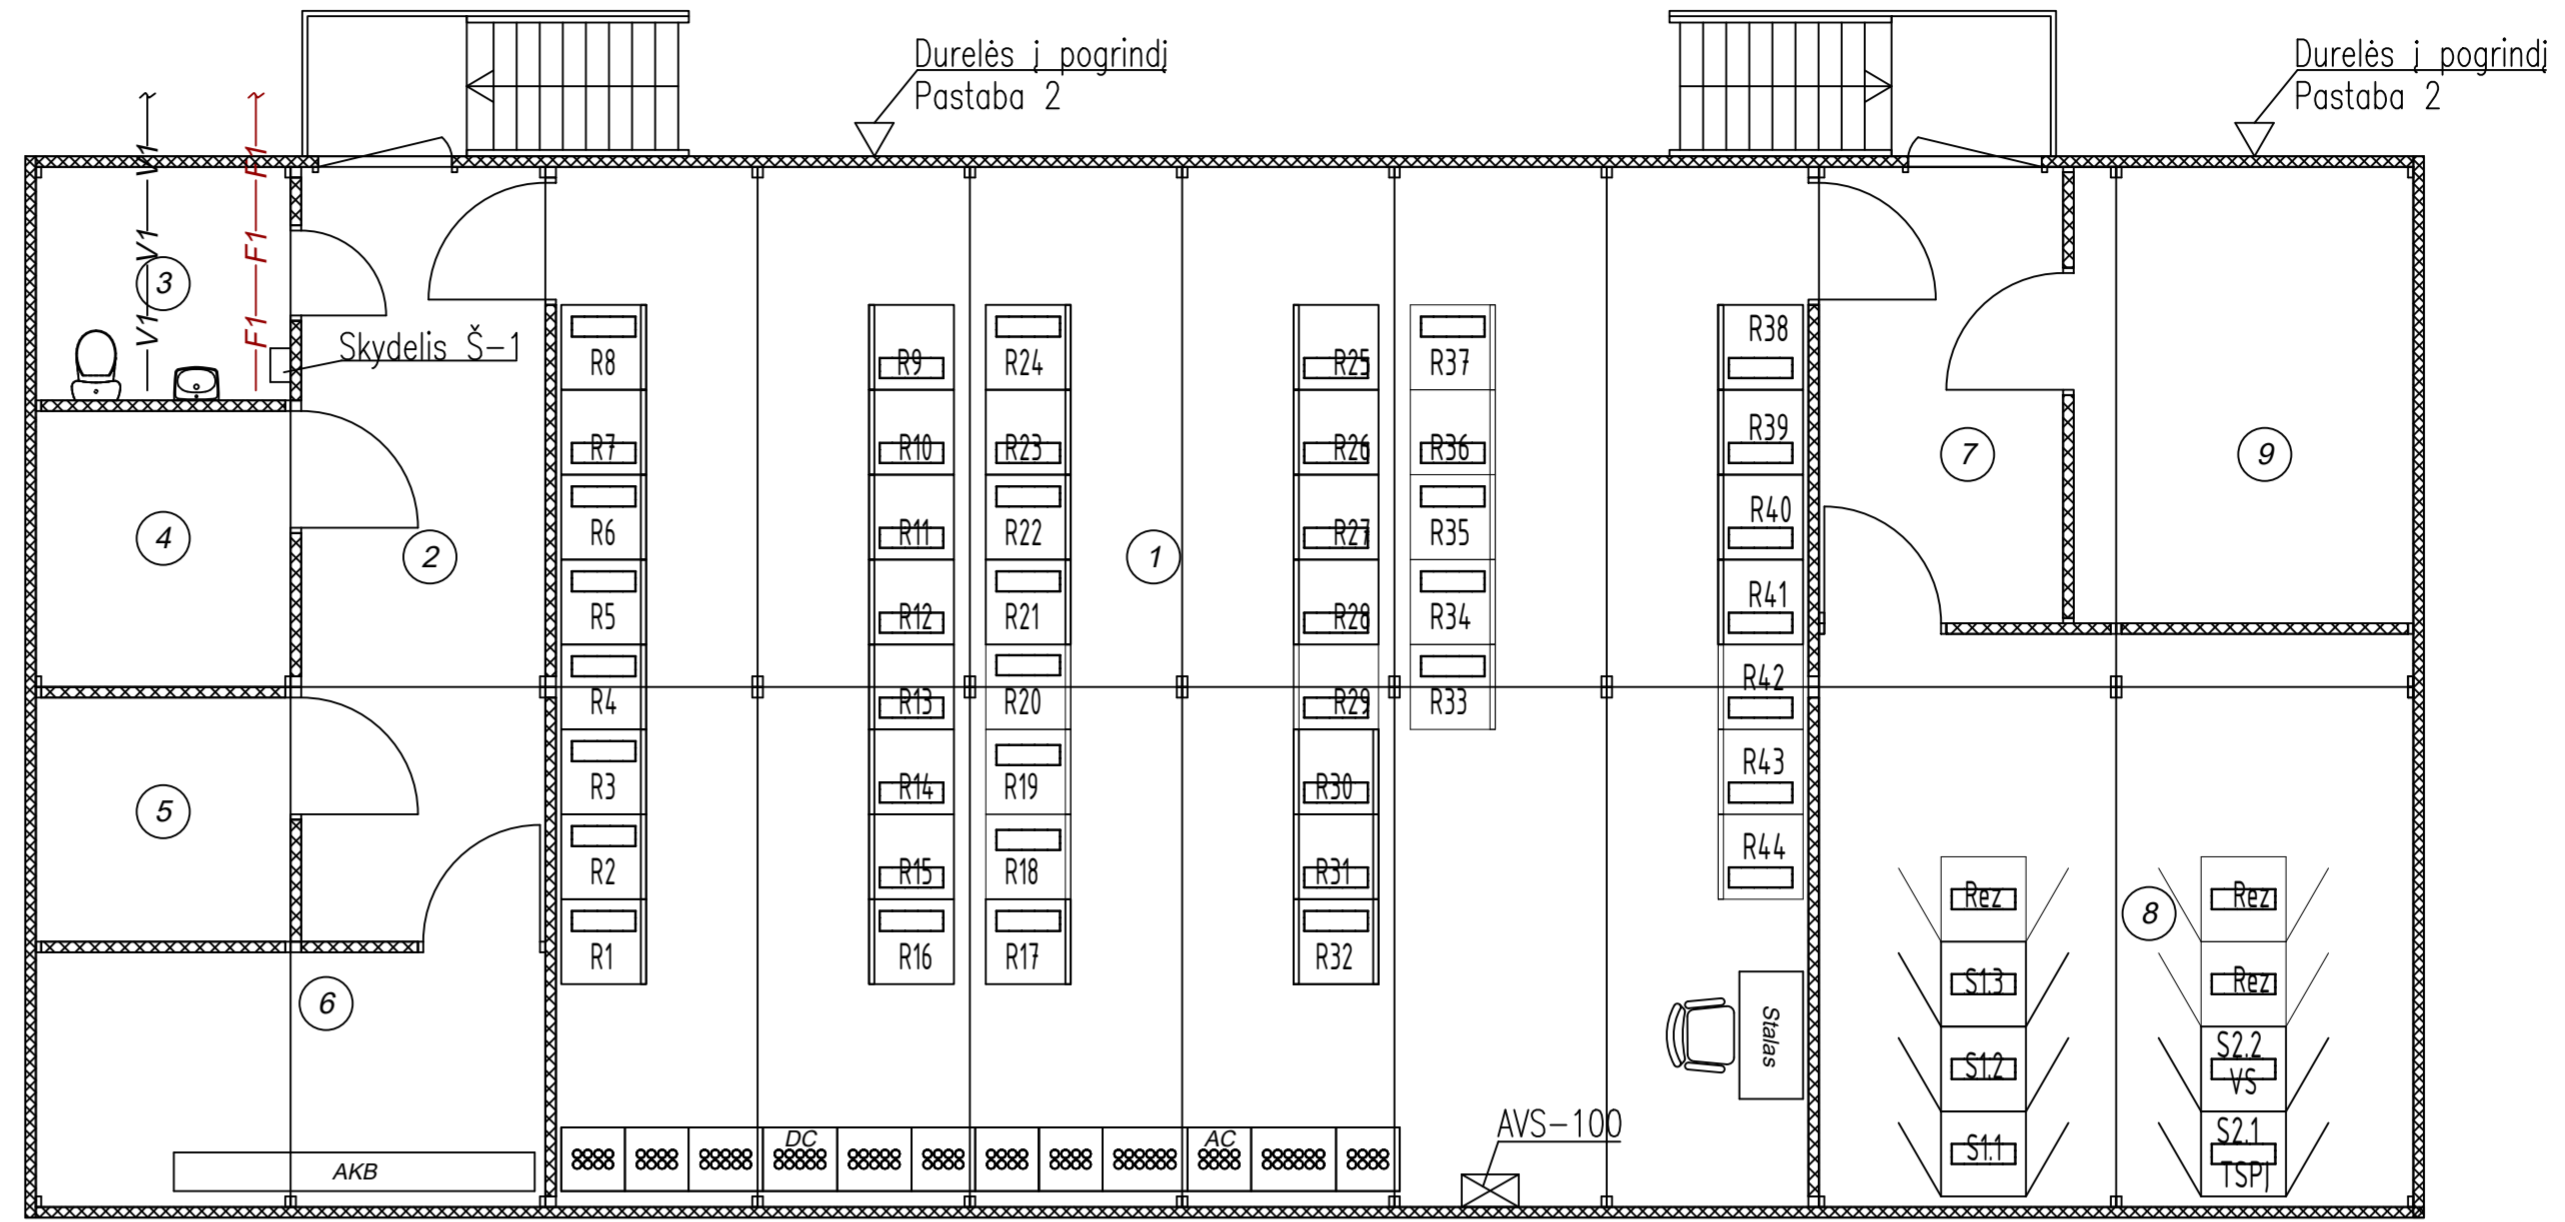 Durelės į pogrindį
Pastaba 2
Durelės į pogrindį
Pastaba 2
V1 V1 V1
F1 F1 F1
3
Skydelis Š-1
4
2
5
6
AKB
R8
R7
R6
R5
R4
R3
R2
R1
R9
R10
R11
R12
R13
R14
R15
R16
R24
R23
R22
R21
R20
R19
R18
R17
1
R25
R26
R27
R28
R29
R30
R31
R32
R37
R36
R35
R34
R33
R38
R39
R40
R41
R42
R43
R44
Stalas
DC
AC
AVS-100
7
9
8
Rez
S1.3
S1.2
S1.1
Rez
Rez
S2.2
VS
S2.1
TSPĮ